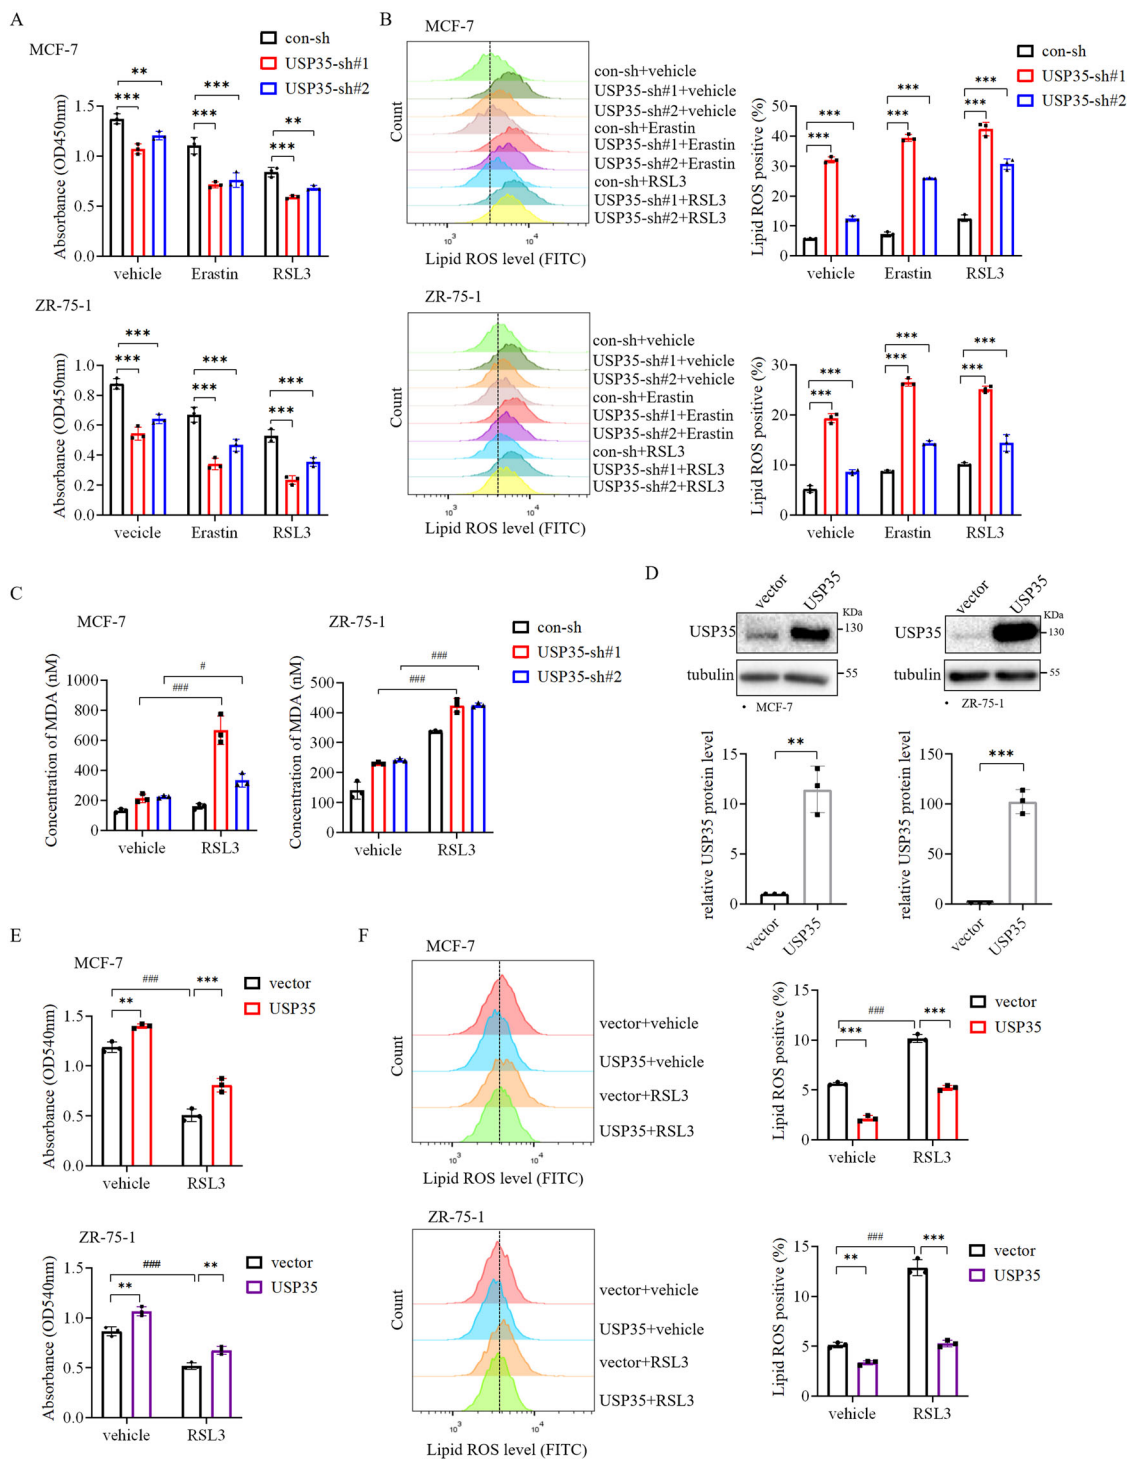 A
MCF-7
con-sh
USP35-sh#1
USP35-sh#2
Absorbance (OD450nm)
1.5
1.0
0.5
0.0
***
**
***
***
***
**
vehicle
Erastin
RSL3
ZR-75-1
Absorbance (OD450nm)
1.0
0.8
0.6
0.4
0.2
0.0
***
***
***
***
***
***
vecicle
Erastin
RSL3
B
MCF-7
Count
con-sh+vehicle
USP35-sh#1+vehicle
USP35-sh#2+vehicle
con-sh+Erastin
USP35-sh#1+Erastin
USP35-sh#2+Erastin
con-sh+RSL3
USP35-sh#1+RSL3
USP35-sh#2+RSL3
10³
10⁴
Lipid ROS level (FITC)
con-sh
USP35-sh#1
USP35-sh#2
Lipid ROS positive (%)
50
40
30
20
10
0
***
***
***
***
***
***
vehicle
Erastin
RSL3
ZR-75-1
Count
con-sh+vehicle
USP35-sh#1+vehicle
USP35-sh#2+vehicle
con-sh+Erastin
USP35-sh#1+Erastin
USP35-sh#2+Erastin
con-sh+RSL3
USP35-sh#1+RSL3
USP35-sh#2+RSL3
10³
10⁴
Lipid ROS level (FITC)
Lipid ROS positive (%)
30
20
10
0
***
***
***
***
***
***
vehicle
Erastin
RSL3
C
MCF-7
Concentration of MDA (nM)
1000
800
600
400
200
0
#
###
vehicle
RSL3
ZR-75-1
Concentration of MDA (nM)
500
400
300
200
100
0
###
###
vehicle
RSL3
con-sh
USP35-sh#1
USP35-sh#2
D
vector
USP35
KDa
USP35
130
tubulin
55
• MCF-7
vector
USP35
KDa
USP35
130
tubulin
55
• ZR-75-1
relative USP35 protein level
15
10
5
0
**
vector
USP35
relative USP35 protein level
150
100
50
0
***
vector
USP35
E
MCF-7
vector
USP35
Absorbance (OD540nm)
1.5
1.0
0.5
0.0
###
**
***
vehicle
RSL3
ZR-75-1
vector
USP35
Absorbance (OD540nm)
1.5
1.0
0.5
0.0
###
**
**
vehicle
RSL3
F
MCF-7
Count
vector+vehicle
USP35+vehicle
vector+RSL3
USP35+RSL3
10³
10⁴
Lipid ROS level (FITC)
vector
USP35
Lipid ROS positive (%)
15
10
5
0
###
***
***
vehicle
RSL3
ZR-75-1
Count
vector+vehicle
USP35+vehicle
vector+RSL3
USP35+RSL3
10³
10⁴
Lipid ROS level (FITC)
vector
USP35
Lipid ROS positive (%)
15
10
5
0
###
**
***
vehicle
RSL3